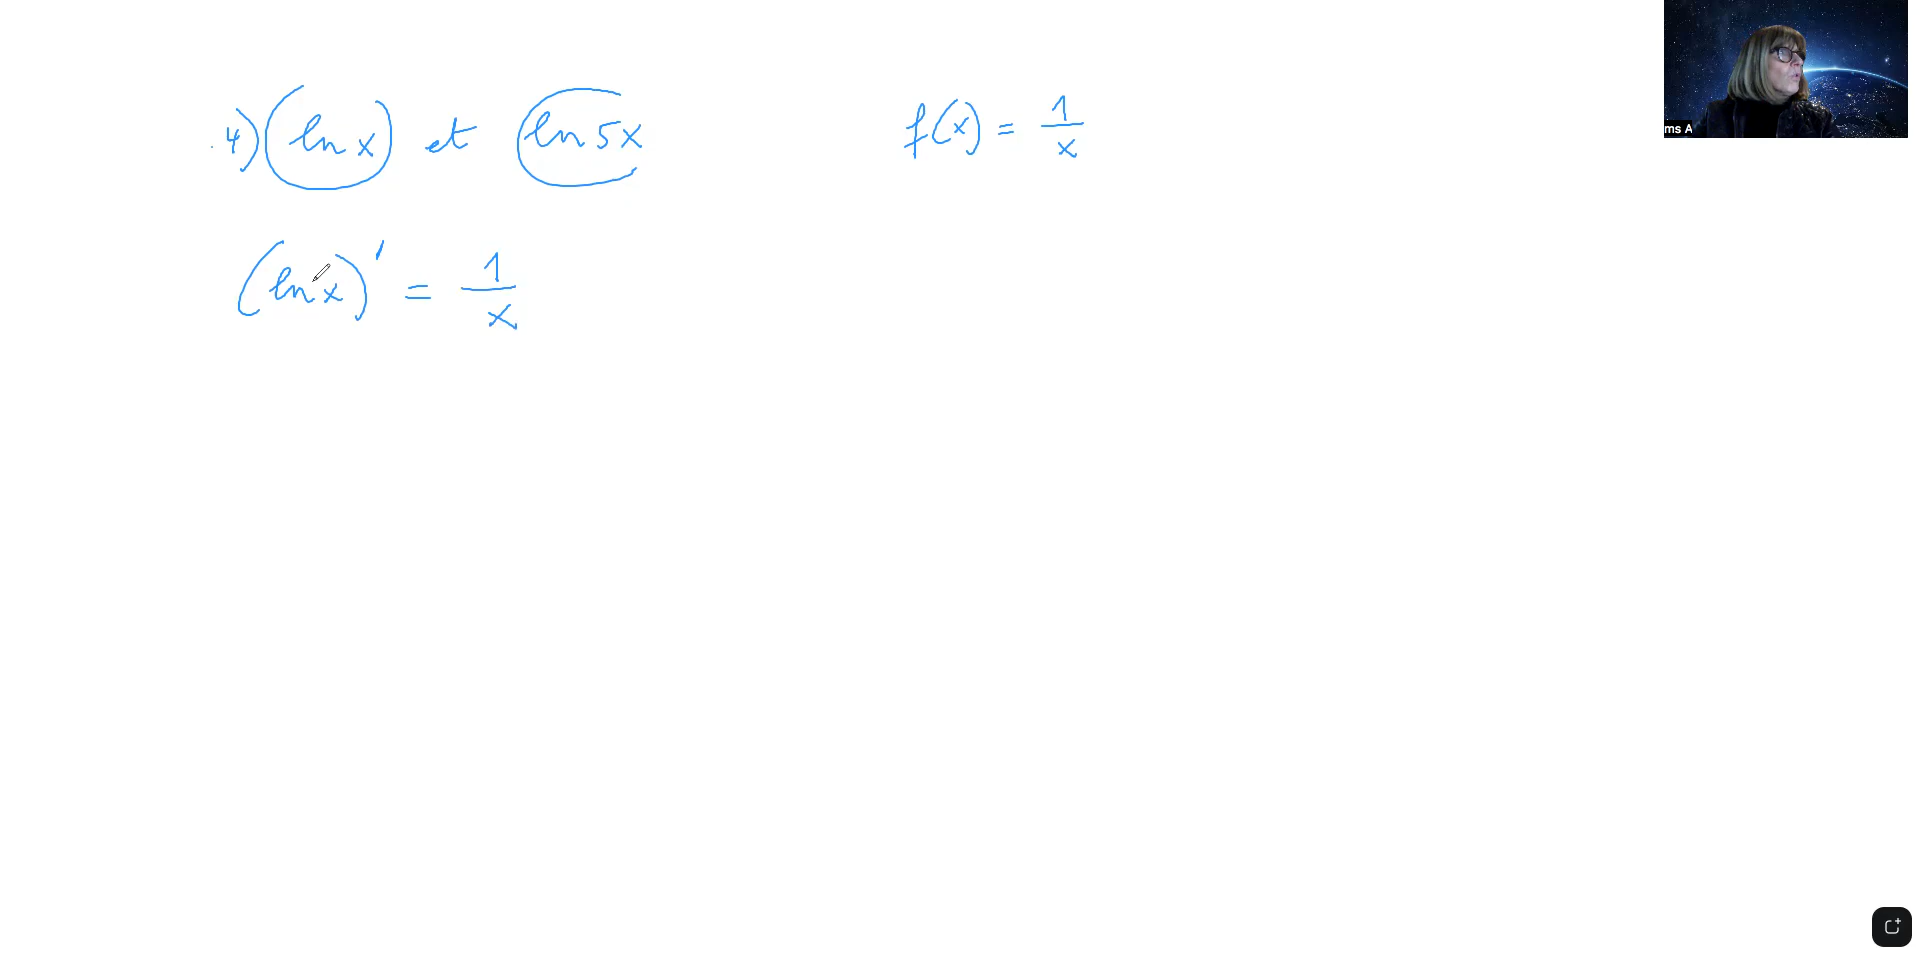 4) ln x et ln 5x
f(x) = 1/x
(ln x)' = 1/x
ms A